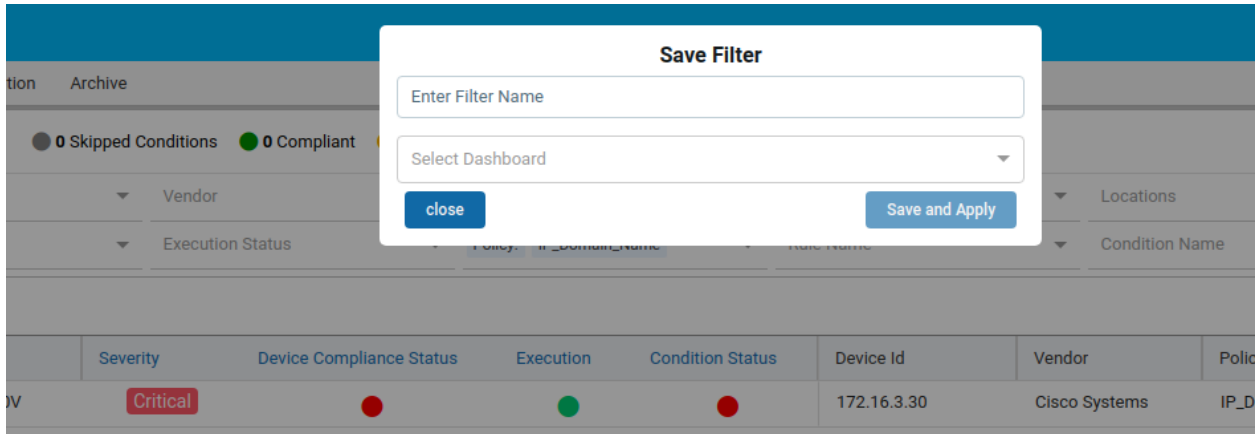 Save Filter
tion Archive
Enter Filter Name
0 Skipped Conditions 0 Compliant
Select Dashboard
Vendor Locations
close Save and Apply
Execution Status Policy: IP_Domain_Name Rule Name Condition Name
Severity Device Compliance Status Execution Condition Status Device Id Vendor Polic
0V Critical 172.16.3.30 Cisco Systems IP_D